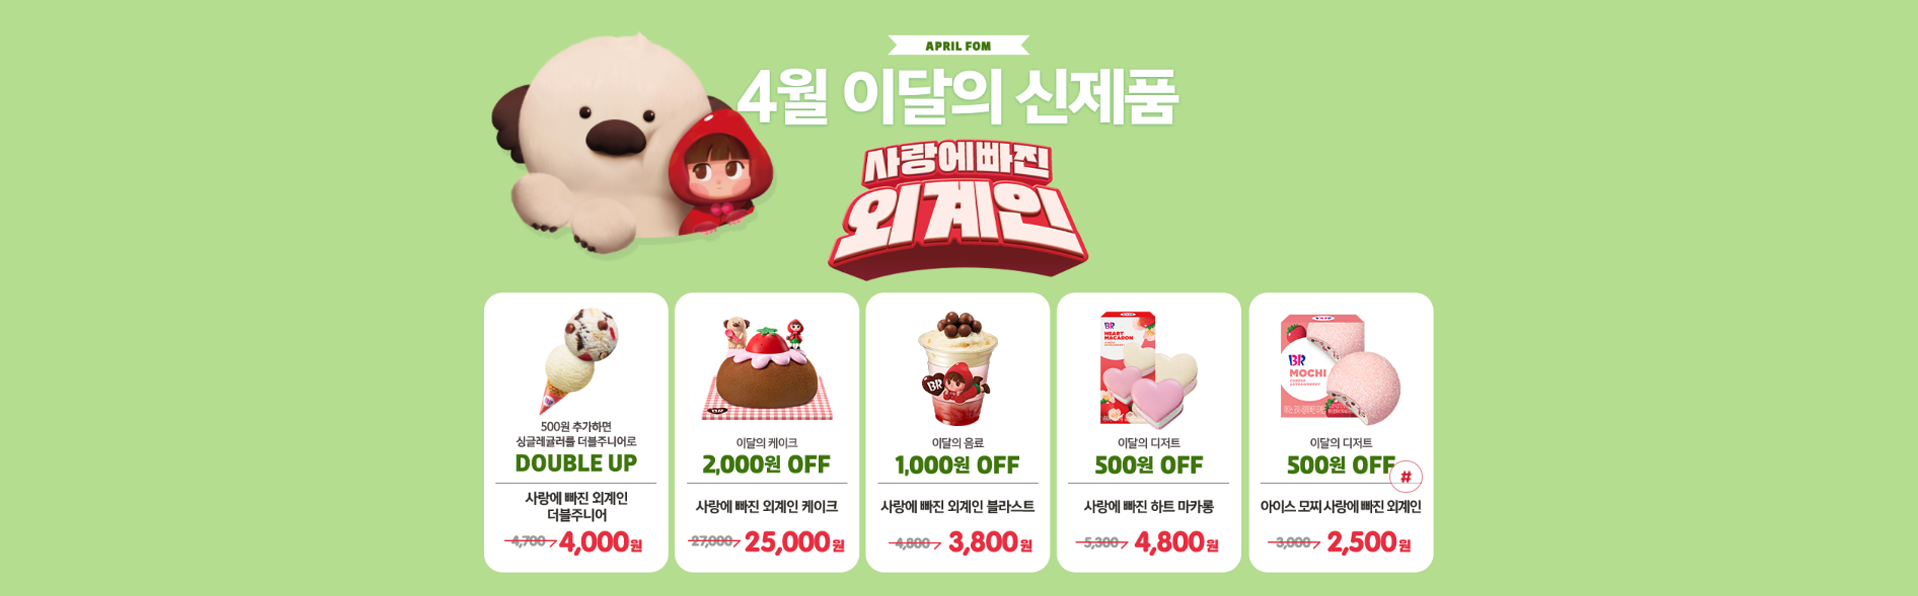 APRIL FOM
4월 이달의 신제품
사랑에빠진
외계인
500원 추가하면
싱글레귤러를 더블주니어로
DOUBLE UP
사랑에 빠진 외계인
더블주니어
4,700 4,000원
이달의 케이크
2,000원 OFF
사랑에 빠진 외계인 케이크
27,000 25,000원
BR
이달의 음료
1,000원 OFF
사랑에 빠진 외계인 블라스트
4,800 3,800원
BR
HEART
MACARON
이달의 디저트
500원 OFF
사랑에 빠진 하트 마카롱
5,300 4,800원
BR
MOCHI
이달의 디저트
500원 OFF
#
아이스 모찌 사랑에 빠진 외계인
3,000 2,500원